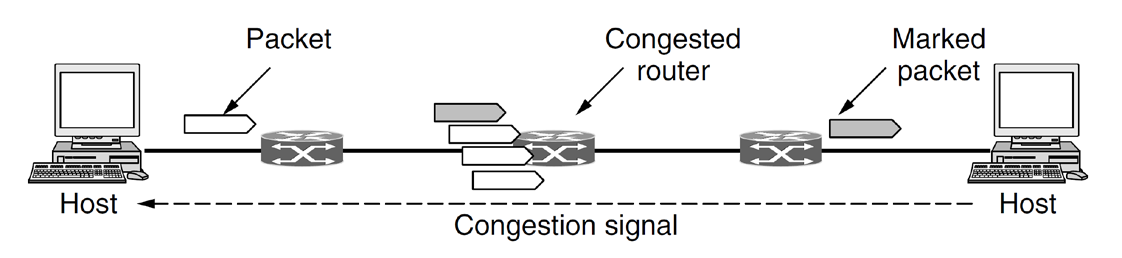 Packet
Congested
router
Marked
packet
Host
Host
Congestion signal